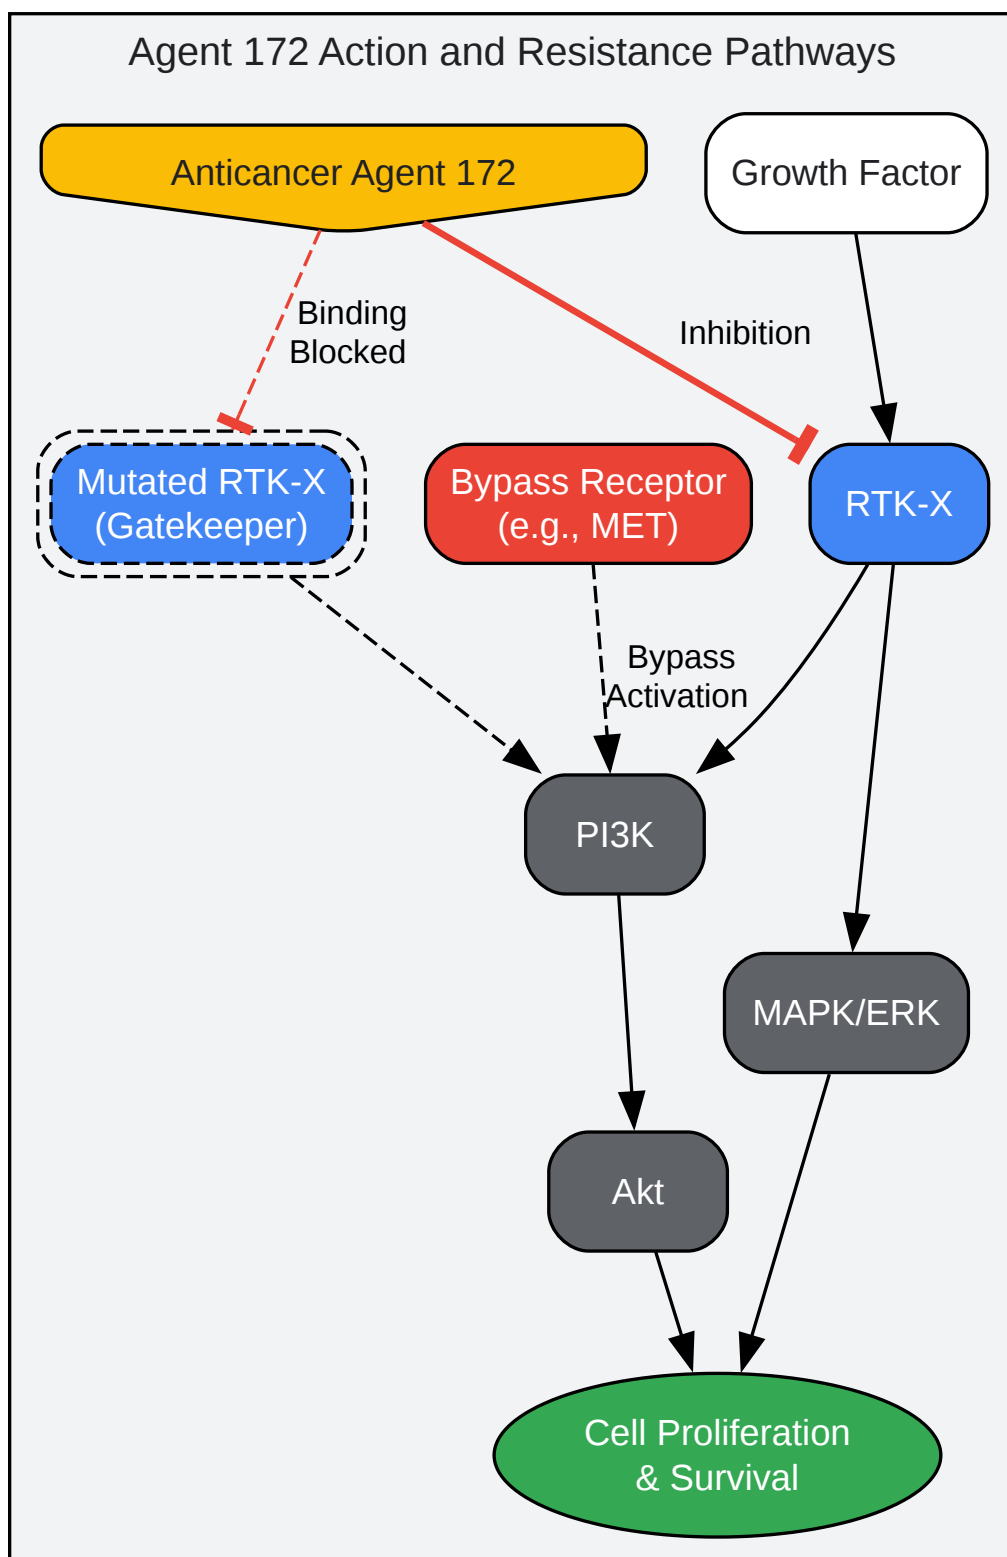 Agent 172 Action and Resistance Pathways
Anticancer Agent 172
Growth Factor
Binding
Blocked
Inhibition
Mutated RTK-X
(Gatekeeper)
Bypass Receptor
(e.g., MET)
RTK-X
Bypass
Activation
PI3K
MAPK/ERK
Akt
Cell Proliferation
& Survival